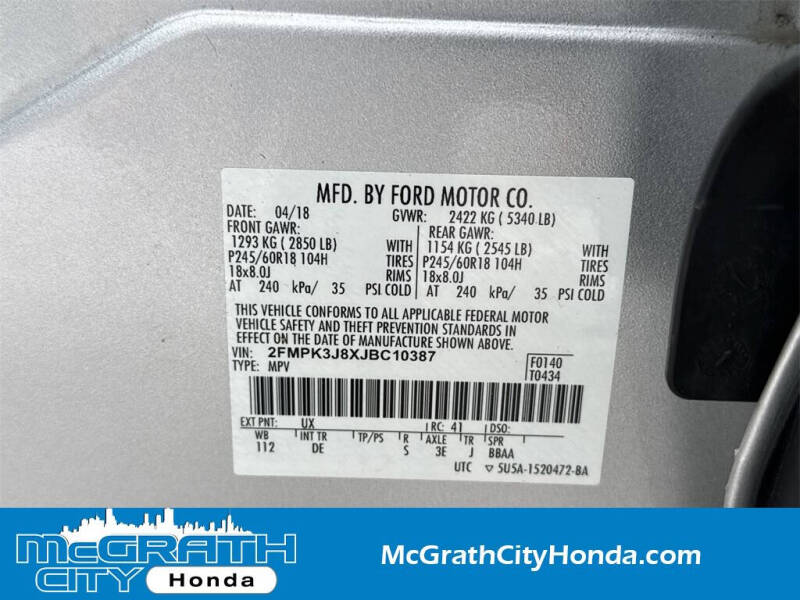 MFD. BY FORD MOTOR CO.
DATE: 04/18 GVWR: 2422 KG ( 5340 LB)
FRONT GAWR: REAR GAWR:
1293 KG ( 2850 LB) WITH 1154 KG ( 2545 LB) WITH
P245/60R18 104H TIRES P245/60R18 104H TIRES
18x8.0J RIMS 18x8.0J RIMS
AT 240 kPa/ 35 PSI COLD AT 240 kPa/ 35 PSI COLD
THIS VEHICLE CONFORMS TO ALL APPLICABLE FEDERAL MOTOR
VEHICLE SAFETY AND THEFT PREVENTION STANDARDS IN
EFFECT ON THE DATE OF MANUFACTURE SHOWN ABOVE.
VIN: 2FMPK3J8XJBC10387
TYPE: MPV
F0140
T0434
EXT PNT: UX RC: 41 DSO:
WB INT TR TP/PS R AXLE TR SPR
112 DE S 3E J BBAA
UTC ▽ 5U5A-1520472-BA
McGRATH
CITY
Honda
McGrathCityHonda.com